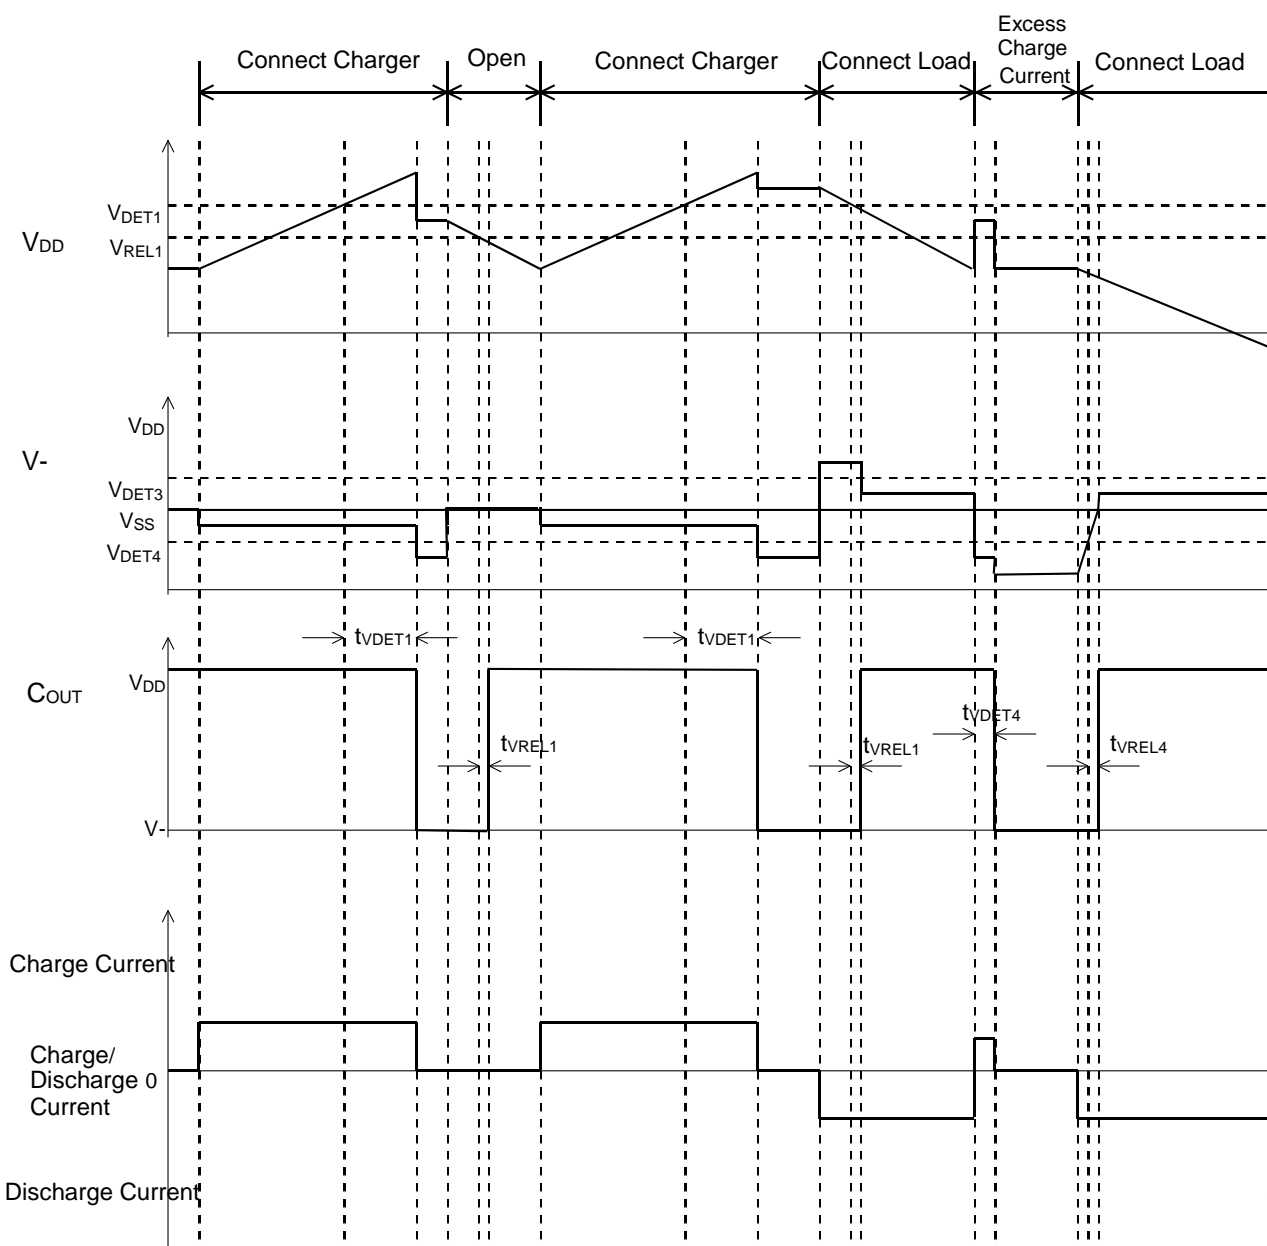 Connect Charger
Open
Connect Charger
Connect Load
Excess
Charge
Current
Connect Load
VDD
VDET1
VREL1
V-
VDD
VDET3
VSS
VDET4
COUT
VDD
V-
tVDET1
tVREL1
tVDET1
tVREL1
tVDET4
tVREL4
Charge Current
Charge/
Discharge 0
Current
Discharge Current